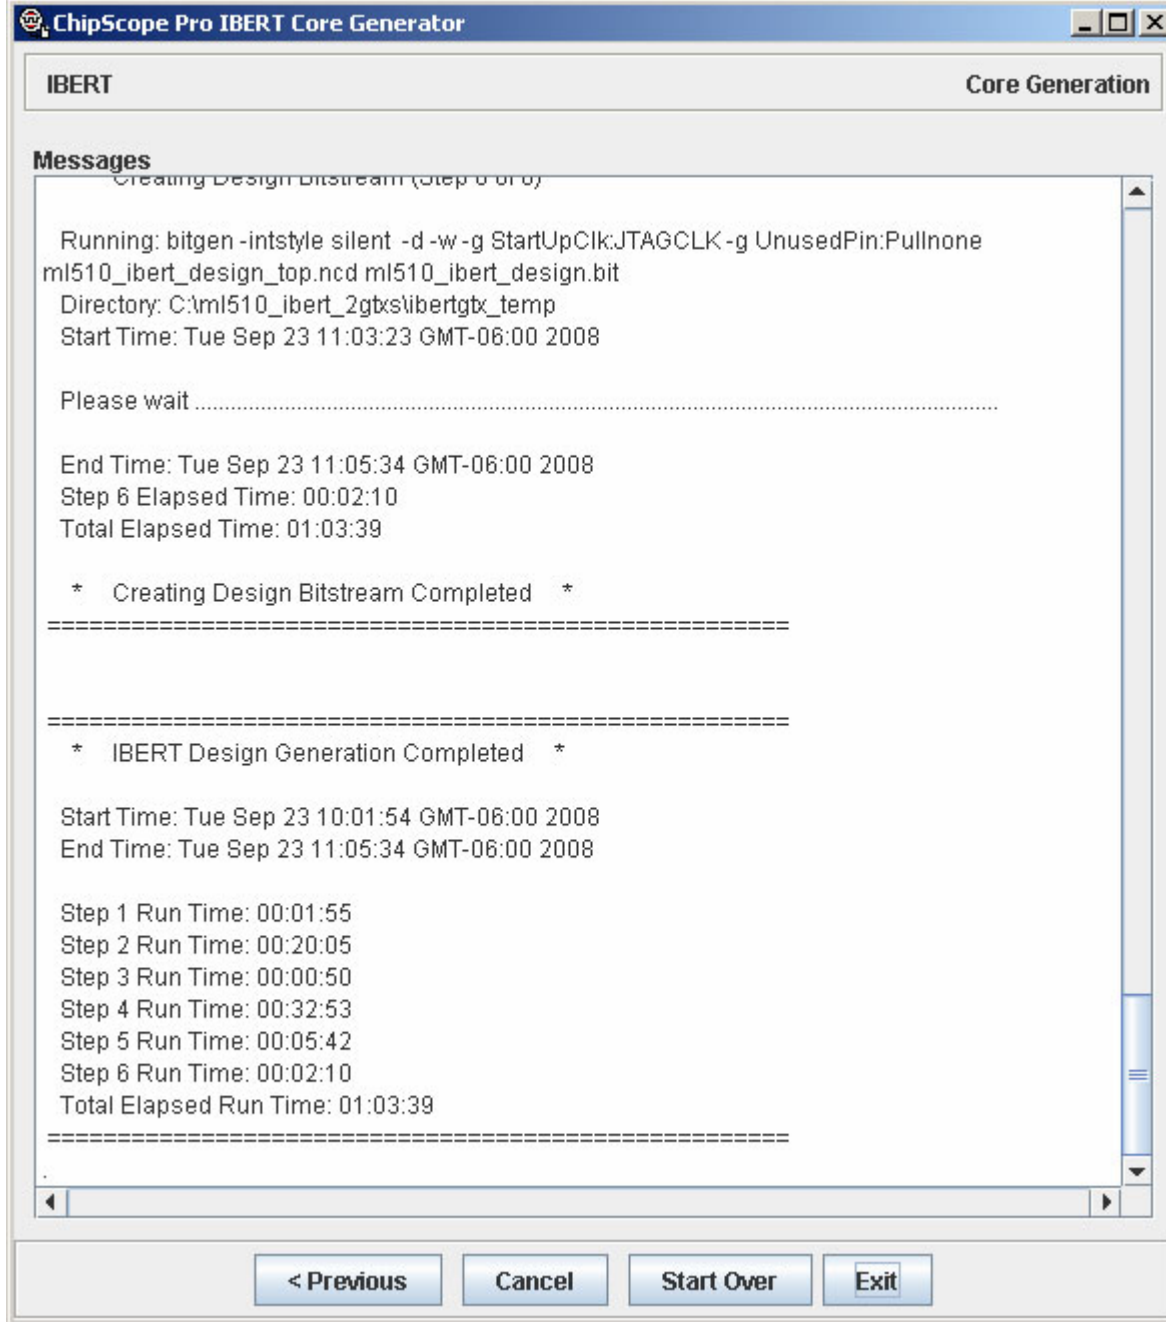 ChipScope Pro IBERT Core Generator
IBERT Core Generation
Messages
Creating Design Bitstream (Step 6 of 6)
Running: bitgen -intstyle silent -d -w -g StartUpClk:JTAGCLK -g UnusedPin:Pullnone
ml510_ibert_design_top.ncd ml510_ibert_design.bit
Directory: C:\ml510_ibert_2gtxs\ibertgtx_temp
Start Time: Tue Sep 23 11:03:23 GMT-06:00 2008
Please wait ......................................................................................................................................
End Time: Tue Sep 23 11:05:34 GMT-06:00 2008
Step 6 Elapsed Time: 00:02:10
Total Elapsed Time: 01:03:39
* Creating Design Bitstream Completed *
=====================================================
=====================================================
* IBERT Design Generation Completed *
Start Time: Tue Sep 23 10:01:54 GMT-06:00 2008
End Time: Tue Sep 23 11:05:34 GMT-06:00 2008
Step 1 Run Time: 00:01:55
Step 2 Run Time: 00:20:05
Step 3 Run Time: 00:00:50
Step 4 Run Time: 00:32:53
Step 5 Run Time: 00:05:42
Step 6 Run Time: 00:02:10
Total Elapsed Run Time: 01:03:39
=====================================================
.
< Previous Cancel Start Over Exit